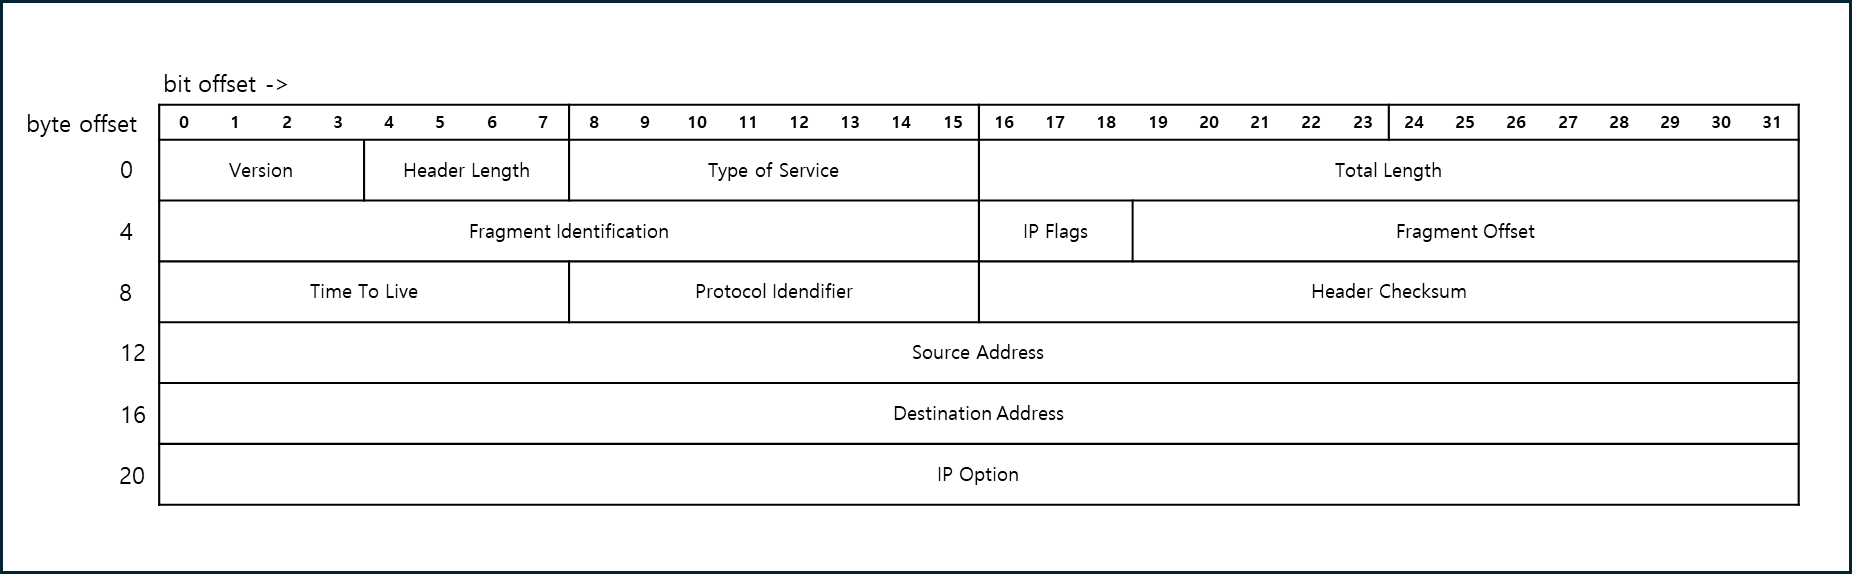 bit offset ->
byte offset 0 1 2 3 4 5 6 7 8 9 10 11 12 13 14 15 16 17 18 19 20 21 22 23 24 25 26 27 28 29 30 31
0 Version Header Length Type of Service Total Length
4 Fragment Identification IP Flags Fragment Offset
8 Time To Live Protocol Idendifier Header Checksum
12 Source Address
16 Destination Address
20 IP Option